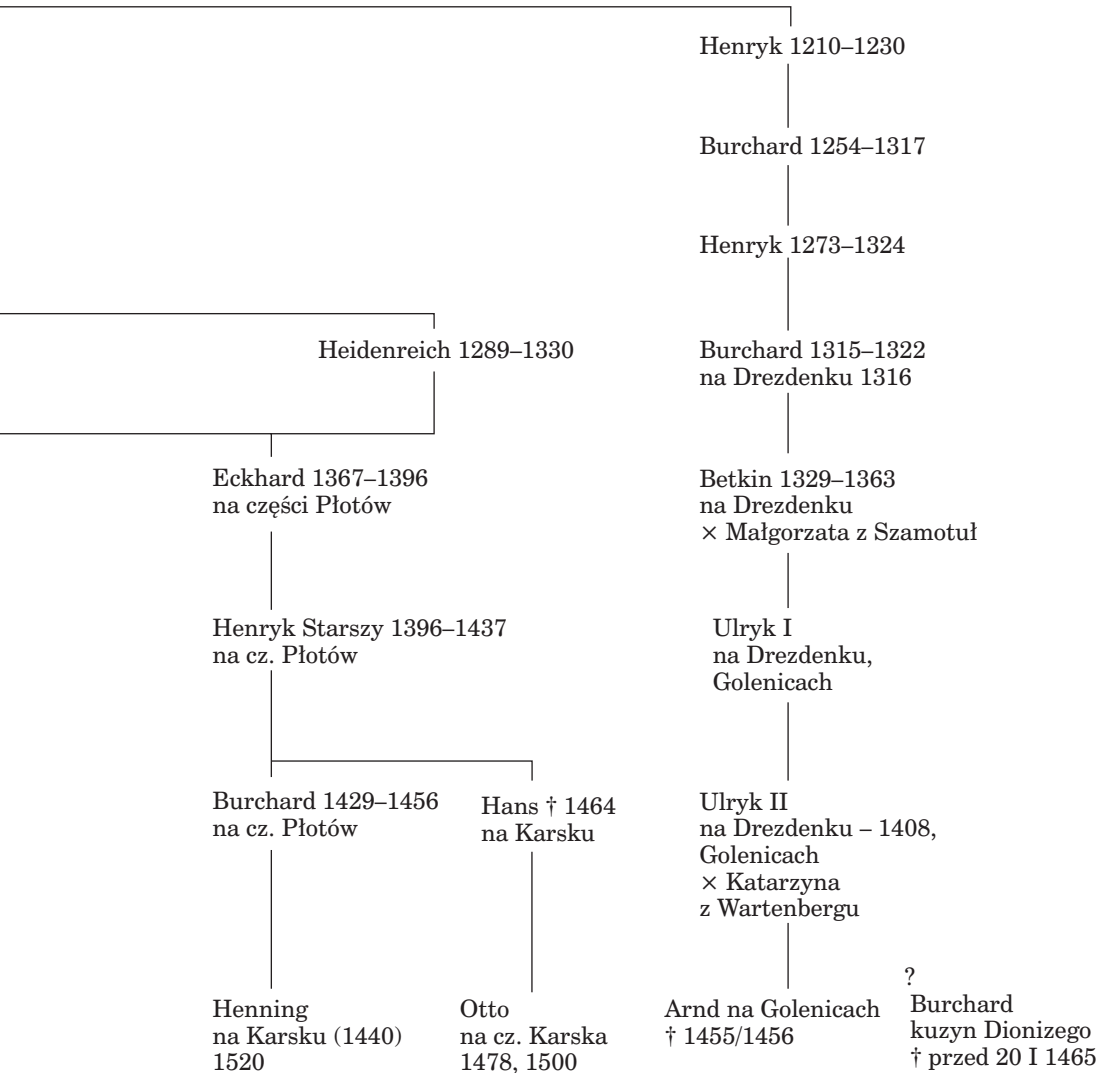 Henryk 1210–1230
Burchard 1254–1317
Henryk 1273–1324
Heidenreich 1289–1330
Burchard 1315–1322
na Drezdenku 1316
Eckhard 1367–1396
na części Płotów
Betkin 1329–1363
na Drezdenku
× Małgorzata z Szamotuł
Henryk Starszy 1396–1437
na cz. Płotów
Ulryk I
na Drezdenku,
Golenicach
Burchard 1429–1456
na cz. Płotów
Hans † 1464
na Karsku
Ulryk II
na Drezdenku – 1408,
Golenicach
× Katarzyna
z Wartenbergu
Henning
na Karsku (1440)
1520
Otto
na cz. Karska
1478, 1500
Arnd na Golenicach
† 1455/1456
?
Burchard
kuzyn Dionizego
† przed 20 I 1465